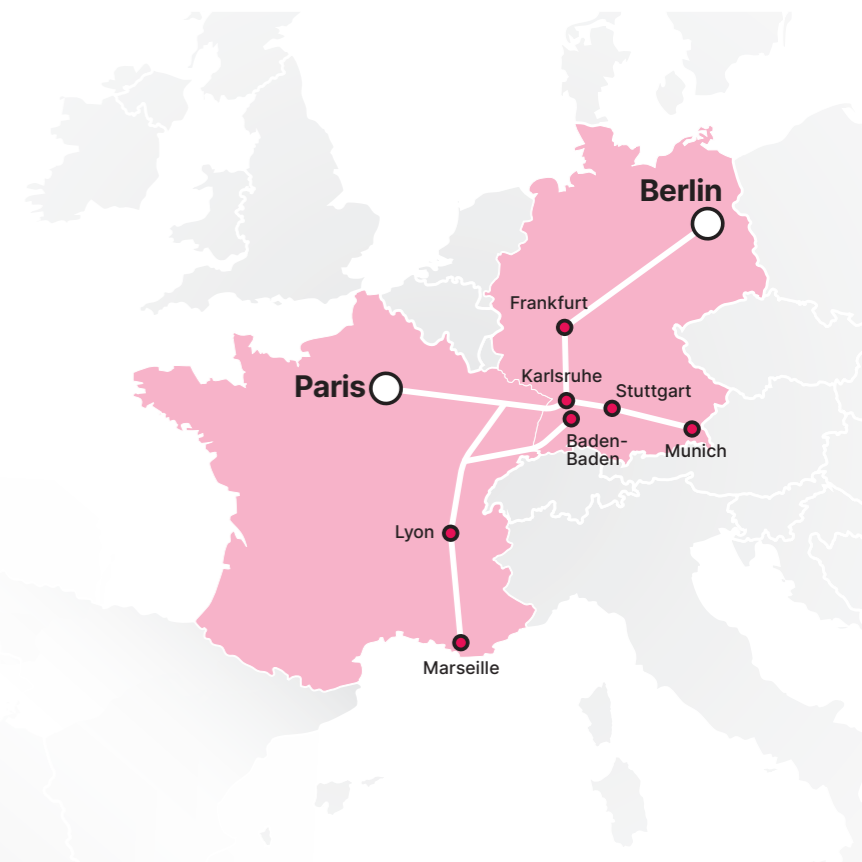 Berlin
Frankfurt
Karlsruhe
Paris
Stuttgart
Baden-
Baden
Munich
Lyon
Marseille